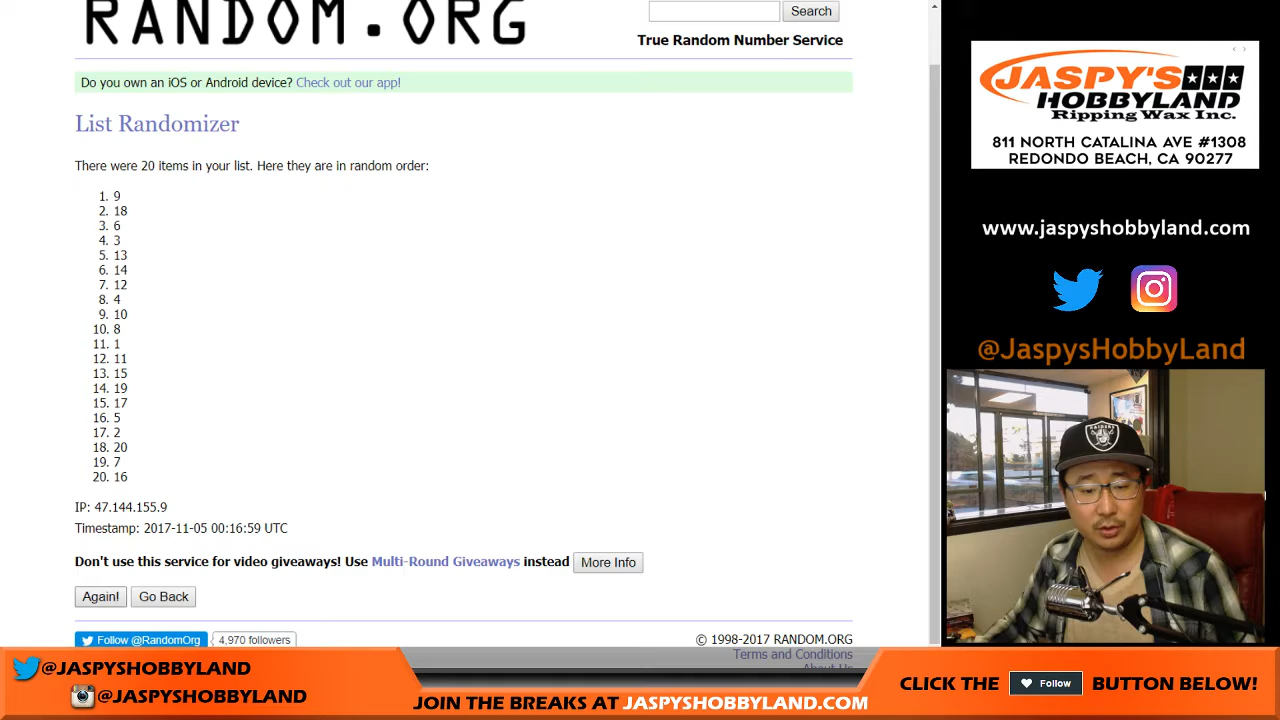 RANDOM.ORG
Search
True Random Number Service
Do you own an iOS or Android device? Check out our app!
List Randomizer
There were 20 items in your list. Here they are in random order:
1. 9
2. 18
3. 6
4. 3
5. 13
6. 14
7. 12
8. 4
9. 10
10. 8
11. 1
12. 11
13. 15
14. 19
15. 17
16. 5
17. 2
18. 20
19. 7
20. 16
IP: 47.144.155.9
Timestamp: 2017-11-05 00:16:59 UTC
Don't use this service for video giveaways! Use Multi-Round Giveaways instead More Info
Again! Go Back
Follow @RandomOrg 4,970 followers
© 1998-2017 RANDOM.ORG
Terms and Conditions
About Us
JASPY'S
HOBBYLAND
Ripping Wax Inc.
811 NORTH CATALINA AVE #1308
REDONDO BEACH, CA 90277
www.jaspyshobbyland.com
@JaspysHobbyLand
RAIDERS
@JASPYSHOBBYLAND
@JASPYSHOBBYLAND
JOIN THE BREAKS AT JASPYSHOBBYLAND.COM
CLICK THE Follow BUTTON BELOW!